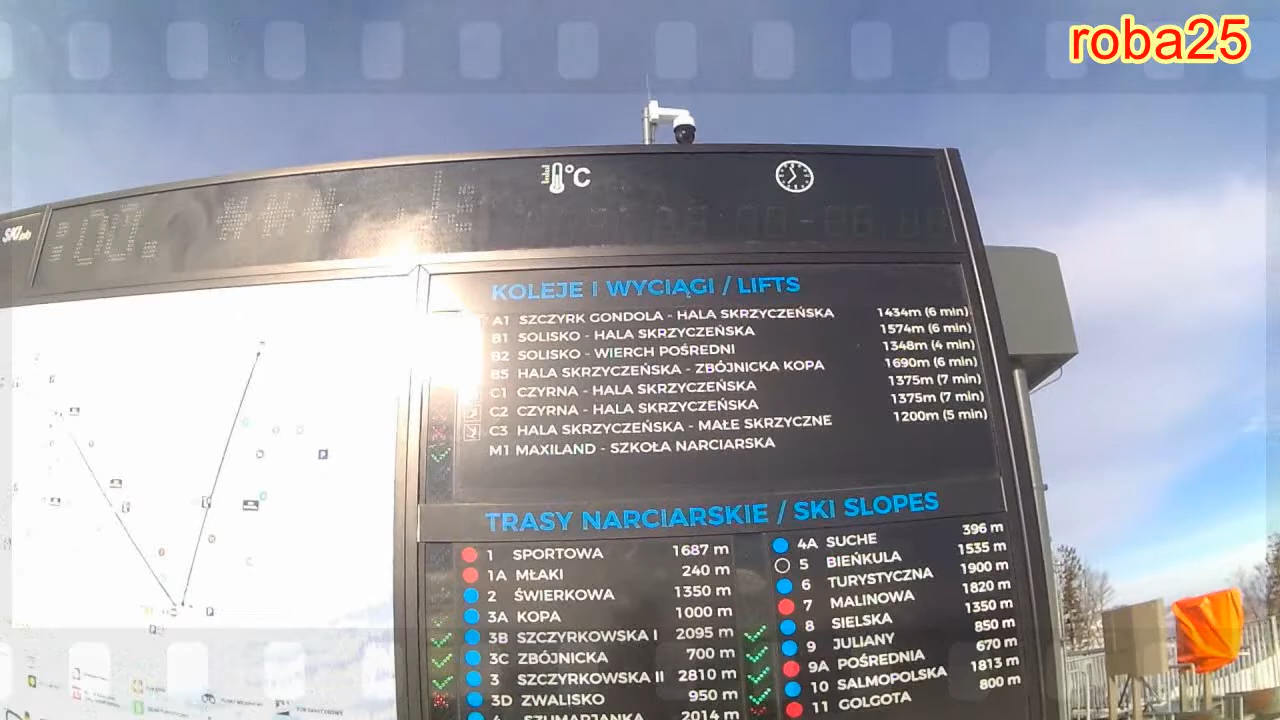 roba25
°C
SKI info
KOLEJE I WYCIĄGI / LIFTS
A1 SZCZYRK GONDOLA - HALA SKRZYCZEŃSKA 1434m (6 min)
B1 SOLISKO - HALA SKRZYCZEŃSKA 1574m (6 min)
B2 SOLISKO - WIERCH POŚREDNI 1348m (4 min)
B5 HALA SKRZYCZEŃSKA - ZBÓJNICKA KOPA 1690m (6 min)
C1 CZYRNA - HALA SKRZYCZEŃSKA 1375m (7 min)
C2 CZYRNA - HALA SKRZYCZEŃSKA 1375m (7 min)
C3 HALA SKRZYCZEŃSKA - MAŁE SKRZYCZNE 1200m (5 min)
M1 MAXILAND - SZKOŁA NARCIARSKA
TRASY NARCIARSKIE / SKI SLOPES
1 SPORTOWA 1687 m
1A MŁAKI 240 m
2 ŚWIERKOWA 1350 m
3A KOPA 1000 m
3B SZCZYRKOWSKA I 2095 m
3C ZBÓJNICKA 700 m
3 SZCZYRKOWSKA II 2810 m
3D ZWALISKO 950 m
4 SZUMARJANKA 2014 m
4A SUCHE 396 m
5 BIEŃKULA 1535 m
6 TURYSTYCZNA 1900 m
7 MALINOWA 1820 m
8 SIELSKA 1350 m
9 JULIANY 850 m
9A POŚREDNIA 670 m
10 SALMOPOLSKA 1813 m
11 GOLGOTA 800 m